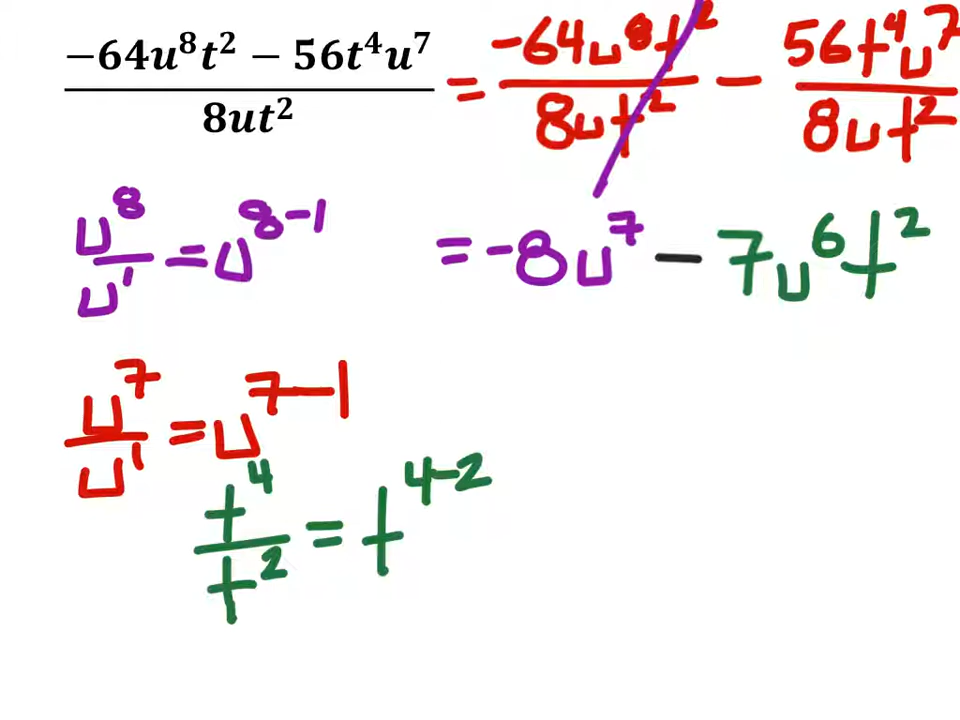 (−64u⁸t² − 56t⁴u⁷)/(8ut²) = -64u⁸t²/8ut² − 56t⁴u⁷/8ut²
u⁸/u¹ = u⁸⁻¹
= -8u⁷ − 7u⁶t²
u⁷/u¹ = u⁷⁻¹
t⁴/t² = t⁴⁻²